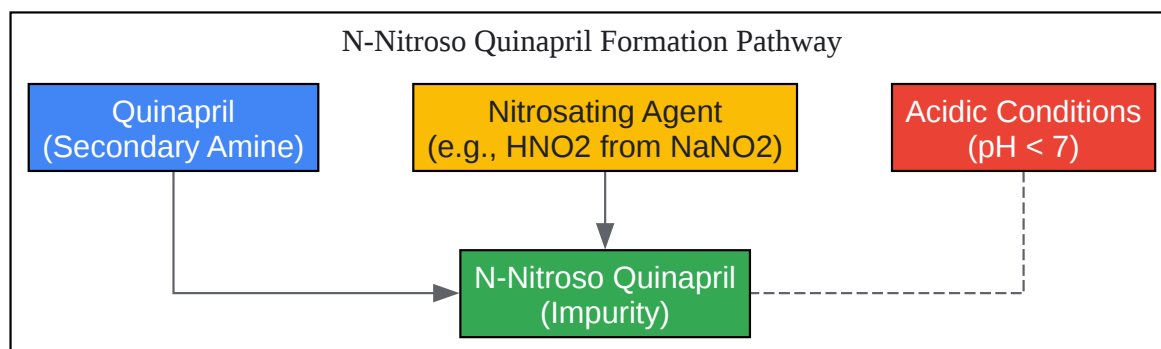 N-Nitroso Quinapril Formation Pathway
Quinapril
(Secondary Amine)
Nitrosating Agent
(e.g., HNO2 from NaNO2)
Acidic Conditions
(pH < 7)
N-Nitroso Quinapril
(Impurity)